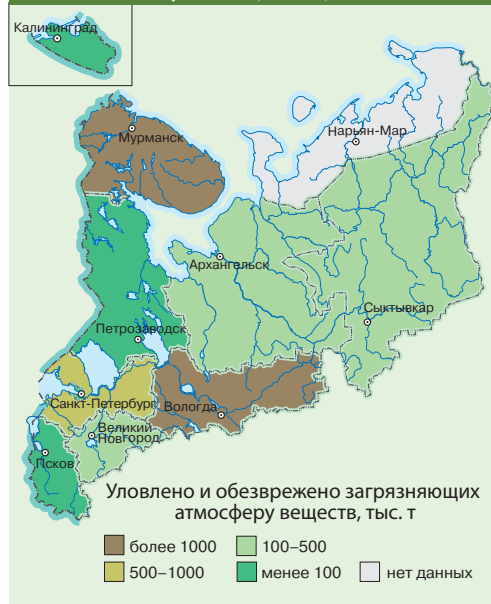 Калининград
Мурманск
Нарьян-Мар
Архангельск
Сыктывкар
Петрозаводск
Санкт-Петербург
Вологда
Великий
Новгород
Псков
Уловлено и обезврежено загрязняющих
атмосферу веществ, тыс. т
более 1000
100–500
500–1000
менее 100
нет данных